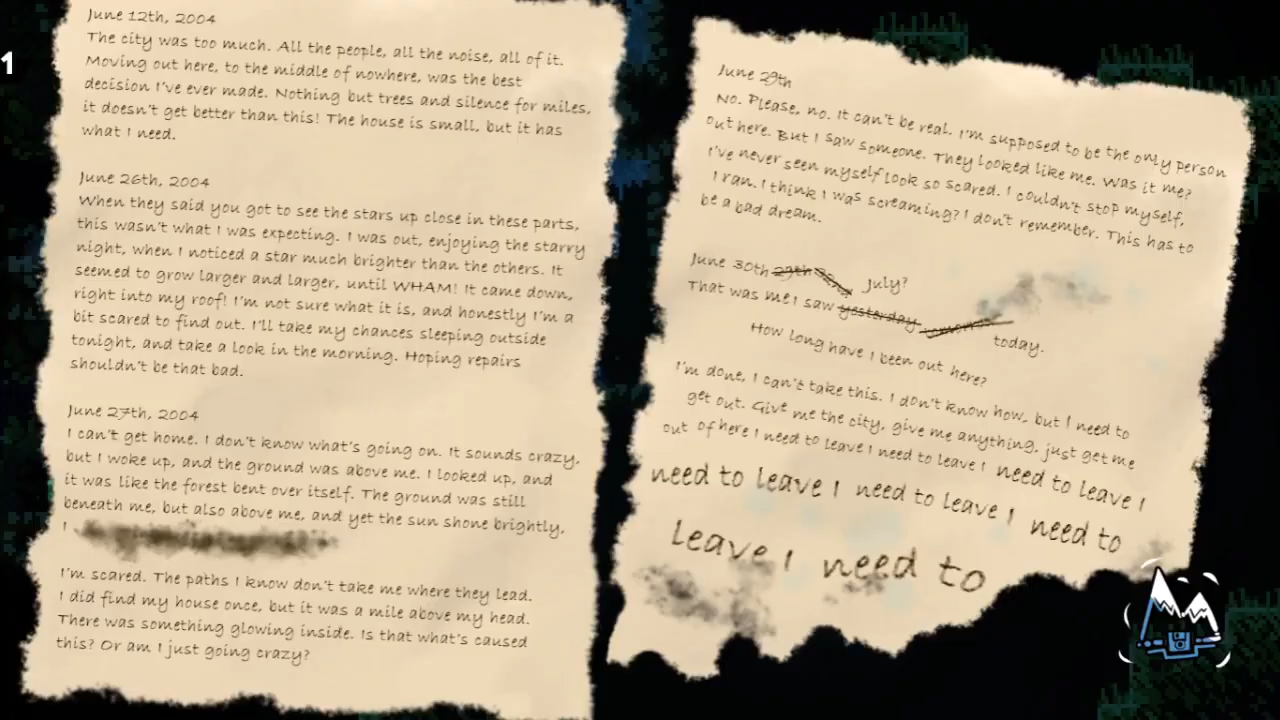 1
June 12th, 2004
The city was too much. All the people, all the noise, all of it.
Moving out here, to the middle of nowhere, was the best
decision I've ever made. Nothing but trees and silence for miles,
it doesn't get better than this! The house is small, but it has
what I need.
June 26th, 2004
When they said you got to see the stars up close in these parts,
this wasn't what I was expecting. I was out, enjoying the starry
night, when I noticed a star much brighter than the others. It
seemed to grow larger and larger, until WHAM! It came down,
right into my roof! I'm not sure what it is, and honestly I'm a
bit scared to find out. I'll take my chances sleeping outside
tonight, and take a look in the morning. Hoping repairs
shouldn't be that bad.
June 27th, 2004
I can't get home. I don't know what's going on. It sounds crazy,
but I woke up, and the ground was above me. I looked up, and
it was like the forest bent over itself. The ground was still
beneath me, but also above me, and yet the sun shone brightly,
I
I'm scared. The paths I know don't take me where they lead.
I did find my house once, but it was a mile above my head.
There was something glowing inside. Is that what's caused
this? Or am I just going crazy?
June 29th
No. Please, no. It can't be real. I'm supposed to be the only person
out here. But I saw someone. They looked like me. Was it me?
I've never seen myself look so scared. I couldn't stop myself,
I ran. I think I was screaming? I don't remember. This has to
be a bad dream.
June 30th 29th July?
That was me I saw yesterday today.
How long have I been out here?
I'm done, I can't take this. I don't know how, but I need to
get out. Give me the city, give me anything, just get me
out of here I need to leave I need to leave I need to leave I
need to leave I need to leave I need to
leave I need to